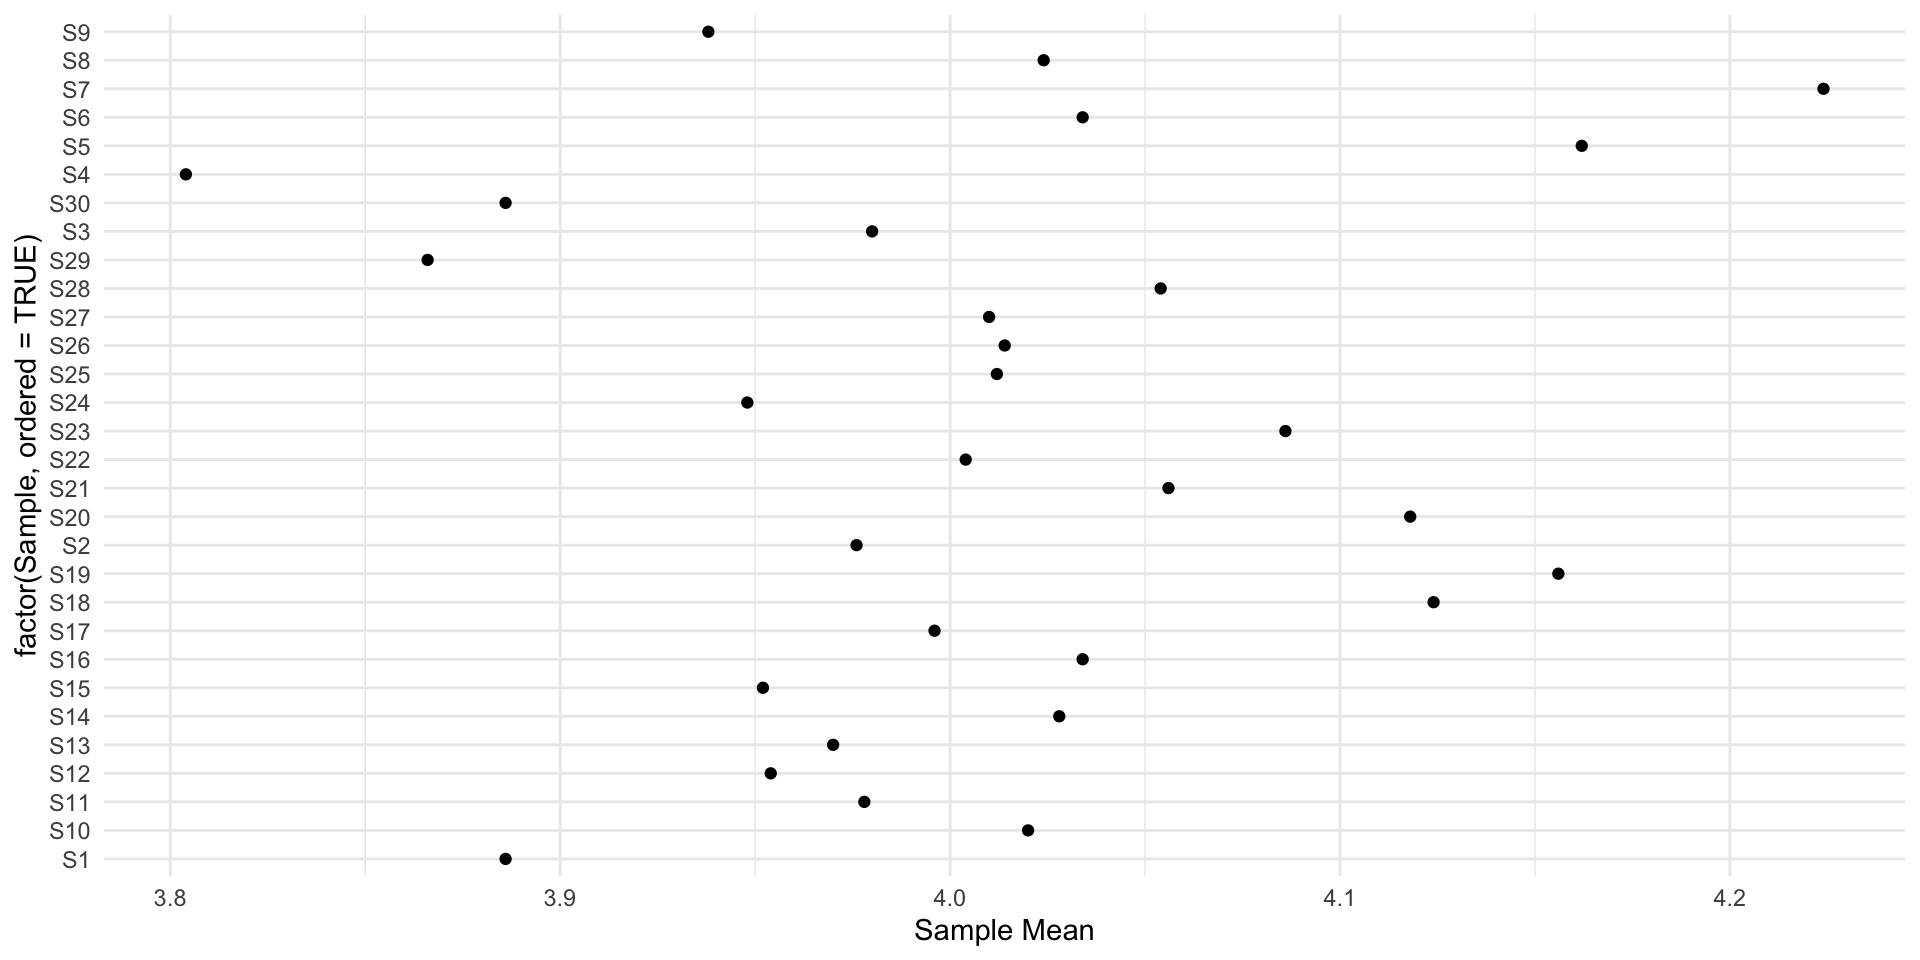 S9
S8
S7
S6
S5
S4
S30
S3
S29
S28
S27
S26
S25
S24
S23
S22
S21
S20
S2
S19
S18
S17
S16
S15
S14
S13
S12
S11
S10
S1
factor(Sample, ordered = TRUE)
3.8 3.9 4.0 4.1 4.2
Sample Mean